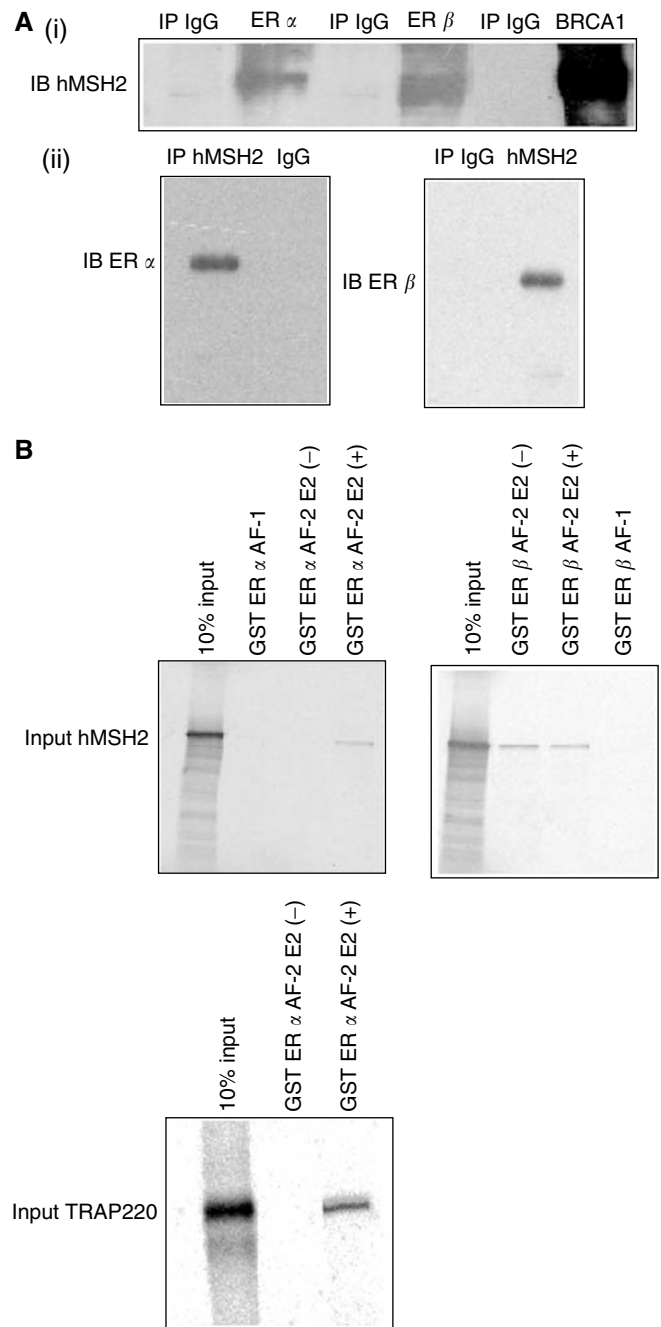 A (i) IP IgG ER α IP IgG ER β IP IgG BRCA1
IB hMSH2
(ii) IP hMSH2 IgG IP IgG hMSH2
IB ER α
IB ER β
B
10% input
GST ER α AF-1
GST ER α AF-2 E2 (−)
GST ER α AF-2 E2 (+)
10% input
GST ER β AF-2 E2 (−)
GST ER β AF-2 E2 (+)
GST ER β AF-1
Input hMSH2
10% input
GST ER α AF-2 E2 (−)
GST ER α AF-2 E2 (+)
Input TRAP220